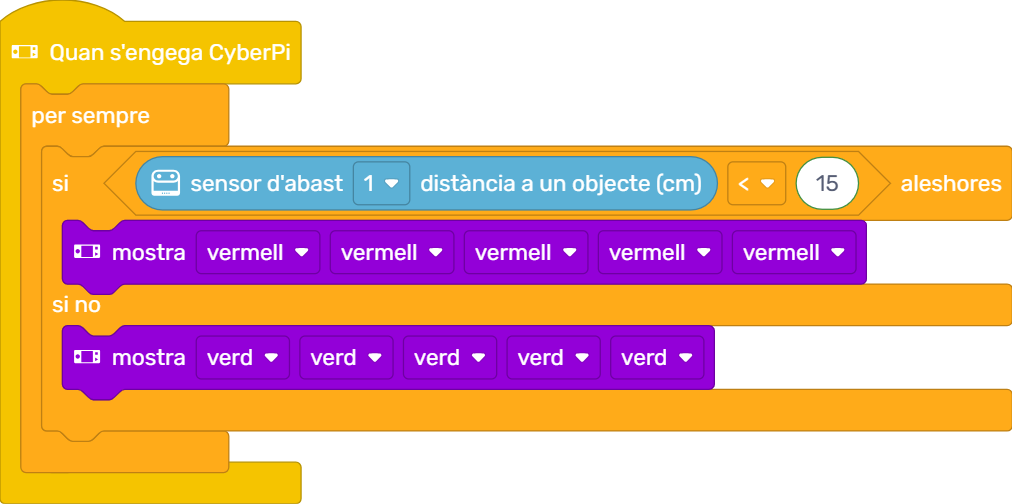 Quan s'engega CyberPi
per sempre
si sensor d'abast 1 distància a un objecte (cm) < 15 aleshores
mostra vermell vermell vermell vermell vermell
si no
mostra verd verd verd verd verd